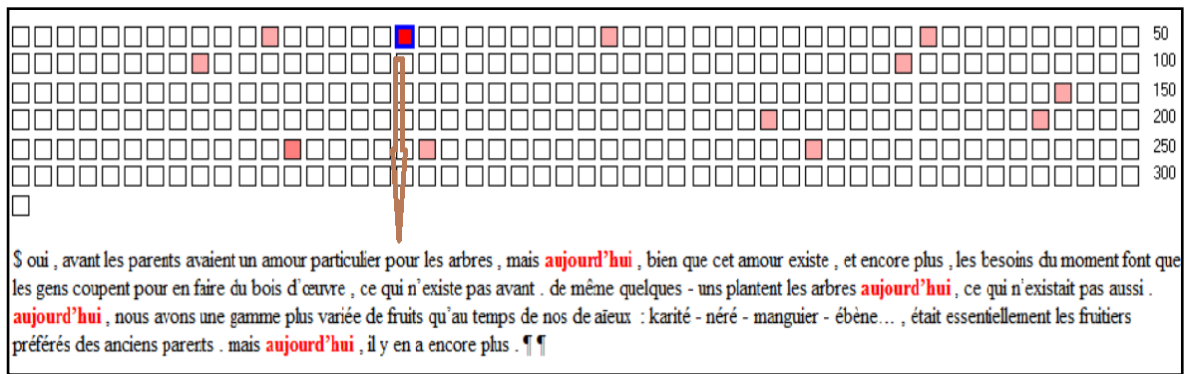 50
100
150
200
250
300
$ oui , avant les parents avaient un amour particulier pour les arbres , mais aujourd’hui , bien que cet amour existe , et encore plus , les besoins du moment font que
les gens coupent pour en faire du bois d’œuvre , ce qui n’existe pas avant . de même quelques - uns plantent les arbres aujourd’hui , ce qui n’existait pas aussi .
aujourd’hui , nous avons une gamme plus variée de fruits qu’au temps de nos de aïeux : karité - néré - manguier - ébène… , était essentiellement les fruitiers
préférés des anciens parents . mais aujourd’hui , il y en a encore plus . ¶ ¶